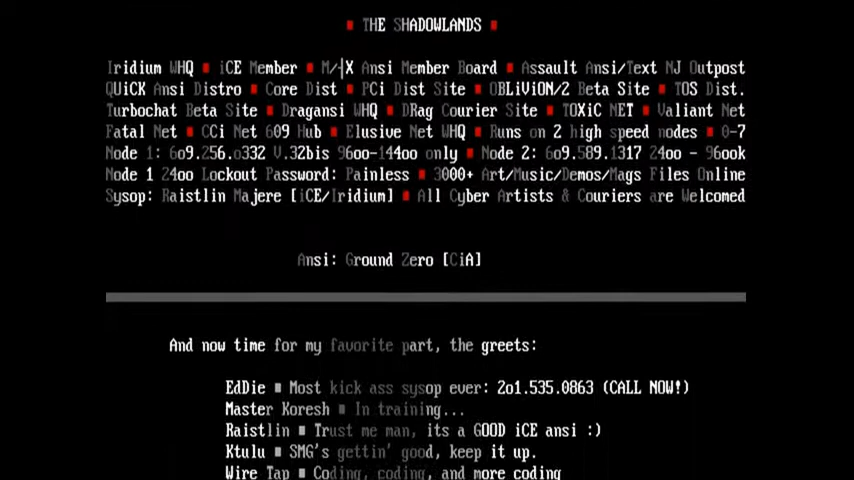 ■ THE SHADOWLANDS ■
Iridium WHQ ■ iCE Member ■ M/-|X Ansi Member Board ■ Assault Ansi/Text NJ Outpost
QUiCK Ansi Distro ■ Core Dist ■ PCi Dist Site ■ OBLiViON/2 Beta Site ■ TOS Dist.
Turbochat Beta Site ■ Dragansi WHQ ■ DRag Courier Site ■ TOXiC NET ■ Valiant Net
Fatal Net ■ CCi Net 609 Hub ■ Elusive Net WHQ ■ Runs on 2 high speed nodes ■ 0-7
Node 1: 6o9.256.o332 V.32bis 96oo-144oo only ■ Node 2: 6o9.589.1317 24oo - 96ook
Node 1 24oo Lockout Password: Painless ■ 3000+ Art/Music/Demos/Mags Files Online
Sysop: Raistlin Majere [iCE/Iridium] ■ All Cyber Artists & Couriers are Welcomed
Ansi: Ground Zero [CiA]
And now time for my favorite part, the greets:
EdDie ■ Most kick ass sysop ever: 2o1.535.0863 (CALL NOW!)
Master Koresh ■ In training...
Raistlin ■ Trust me man, its a GOOD iCE ansi :)
Ktulu ■ SMG's gettin' good, keep it up.
Wire Tap ■ Coding, coding, and more coding